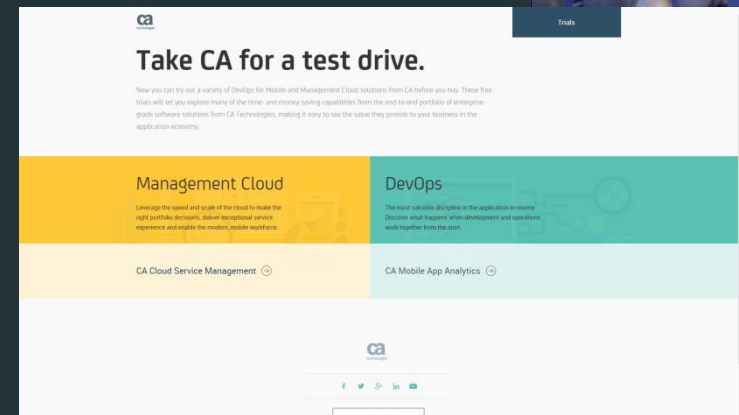 ca
technologies
Trials
Take CA for a test drive.
Now you can try out a variety of DevOps for Mobile and Management Cloud solutions from CA before you buy. These free
trials will let you explore many of the time- and money-saving capabilities from the end-to-end portfolio of enterprise-
grade software solutions from CA Technologies, making it easy to see the value they provide to your business in the
application economy.
Management Cloud
Leverage the speed and scale of the cloud to make the
right portfolio decisions, deliver exceptional service
experience and enable the modern, mobile workforce.
CA Cloud Service Management
DevOps
The most valuable discipline in the application economy.
Discover what happens when development and operations
work together from the start.
CA Mobile App Analytics
ca
technologies